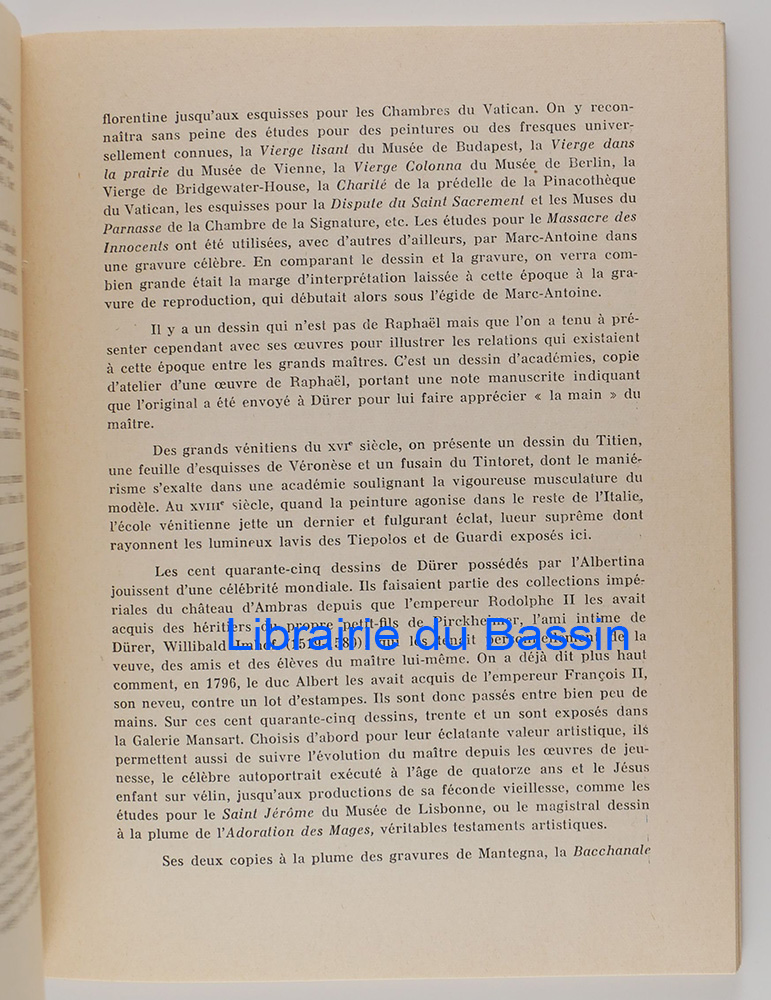 florentine jusqu'aux esquisses pour les Chambres du Vatican. On y recon-
naîtra sans peine des études pour des peintures ou des fresques univer-
sellement connues, la Vierge lisant du Musée de Budapest, la Vierge dans
la prairie du Musée de Vienne, la Vierge Colonna du Musée de Berlin, la
Vierge de Bridgewater-House, la Charité de la prédelle de la Pinacothèque
du Vatican, les esquisses pour la Dispute du Saint Sacrement et les Muses du
Parnasse de la Chambre de la Signature, etc. Les études pour le Massacre des
Innocents ont été utilisées, avec d'autres d'ailleurs, par Marc-Antoine dans
une gravure célèbre. En comparant le dessin et la gravure, on verra com-
bien grande était la marge d'interprétation laissée à cette époque à la gra-
vure de reproduction, qui débutait alors sous l'égide de Marc-Antoine.
Il y a un dessin qui n'est pas de Raphaël mais que l'on a tenu à pré-
senter cependant avec ses œuvres pour illustrer les relations qui existaient
à cette époque entre les grands maîtres. C'est un dessin d'académies, copie
d'atelier d'une œuvre de Raphaël, portant une note manuscrite indiquant
que l'original a été envoyé à Dürer pour lui faire apprécier « la main » du
maître.
Des grands vénitiens du XVIe siècle, on présente un dessin du Titien,
une feuille d'esquisses de Véronèse et un fusain du Tintoret, dont le manié-
risme s'exalte dans une académie soulignant la vigoureuse musculature du
modèle. Au XVIIIe siècle, quand la peinture agonise dans le reste de l'Italie,
l'école vénitienne jette un dernier et fulgurant éclat, lueur suprême dont
rayonnent les lumineux lavis des Tiepolos et de Guardi exposés ici.
Les cent quarante-cinq dessins de Dürer possédés par l'Albertina
jouissent d'une célébrité mondiale. Ils faisaient partie des collections impé-
riales du château d'Ambras depuis que l'empereur Rodolphe II les avait
acquis des héritiers du propre petit-fils de Pirckheimer, l'ami intime de
Dürer, Willibald Imhof (1519-1580), qui les tenait personnellement de la
veuve, des amis et des élèves du maître lui-même. On a déjà dit plus haut
comment, en 1796, le duc Albert les avait acquis de l'empereur François II,
son neveu, contre un lot d'estampes. Ils sont donc passés entre bien peu de
mains. Sur ces cent quarante-cinq dessins, trente et un sont exposés dans
la Galerie Mansart. Choisis d'abord pour leur éclatante valeur artistique, ils
permettent aussi de suivre l'évolution du maître depuis les œuvres de jeu-
nesse, le célèbre autoportrait exécuté à l'âge de quatorze ans et le Jésus
enfant sur vélin, jusqu'aux productions de sa féconde vieillesse, comme les
études pour le Saint Jérôme du Musée de Lisbonne, ou le magistral dessin
à la plume de l'Adoration des Mages, véritables testaments artistiques.
Ses deux copies à la plume des gravures de Mantegna, la Bacchanale
Librairie du Bassin